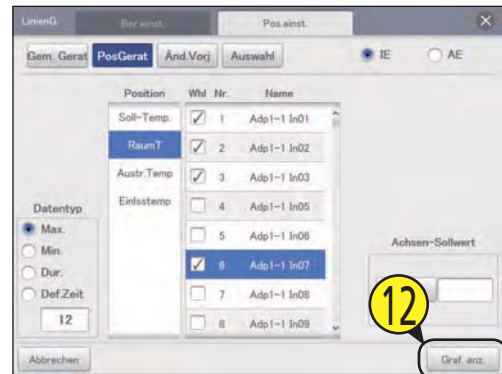 LinienG. Ber.einst. Pos.einst.
Gem. Gerat PosGerat Änd.Vorj Auswahl IE AE
Position Whl Nr. Name
Soll-Temp. 1 Adp1-1 In01
RaumT 2 Adp1-1 In02
Austr.Temp 3 Adp1-1 In03
Einlsstemp 4 Adp1-1 In05
5 Adp1-1 In06
6 Adp1-1 In07
7 Adp1-1 In08
8 Adp1-1 In09
Datentyp
Max.
Min.
Dur.
Def.Zeit
12
Achsen-Sollwert
12
Abbrechen Graf. anz.